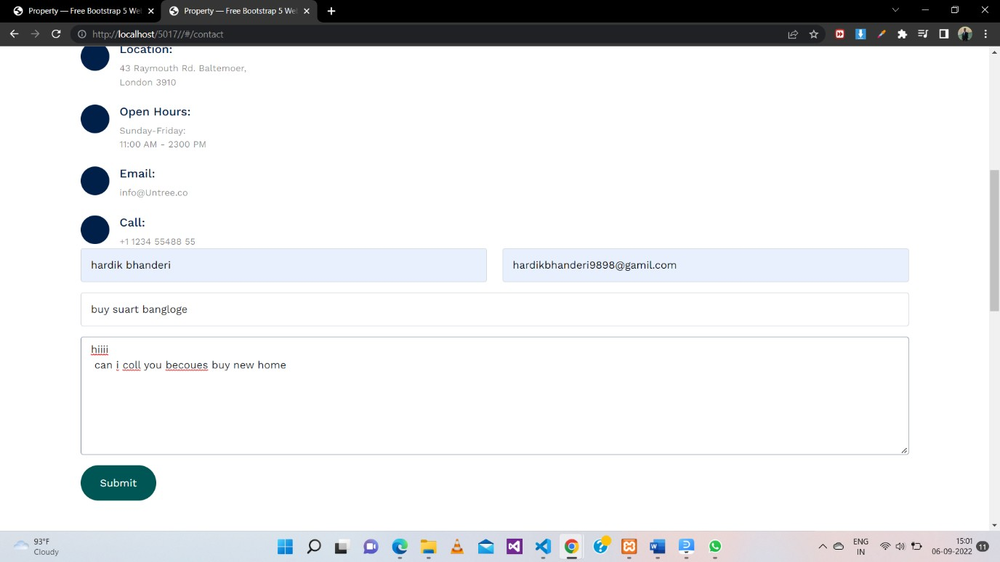 Property — Free Bootstrap 5 We
Property — Free Bootstrap 5 We
http://localhost/5017//#/contact
Location:
43 Raymouth Rd. Baltemoer,
London 3910
Open Hours:
Sunday-Friday:
11:00 AM - 2300 PM
Email:
info@Untree.co
Call:
+1 1234 55488 55
hardik bhanderi
hardikbhanderi9898@gamil.com
buy suart bangloge
hiiii
can i coll you becoues buy new home
Submit
93°F
Cloudy
ENG
IN
15:01
06-09-2022
11